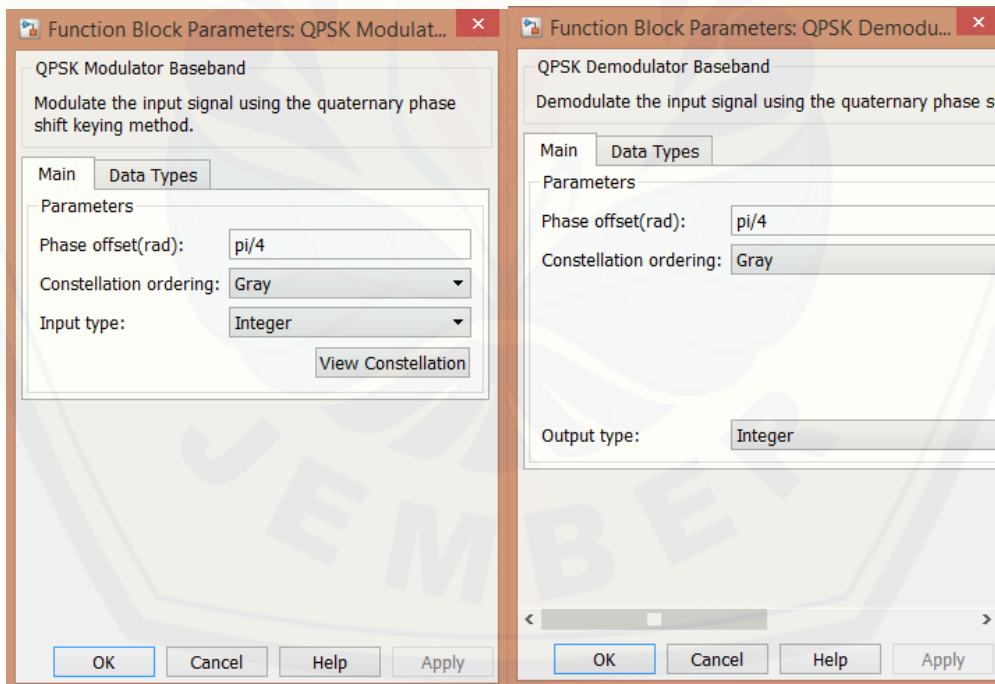 Function Block Parameters: QPSK Modulat...
QPSK Modulator Baseband
Modulate the input signal using the quaternary phase
shift keying method.
Main
Data Types
Parameters
Phase offset(rad):
pi/4
Constellation ordering:
Gray
Input type:
Integer
View Constellation
OK
Cancel
Help
Apply
Function Block Parameters: QPSK Demodu...
QPSK Demodulator Baseband
Demodulate the input signal using the quaternary phase s
Main
Data Types
Parameters
Phase offset(rad):
pi/4
Constellation ordering:
Gray
Output type:
Integer
OK
Cancel
Help
Apply
JEMBER